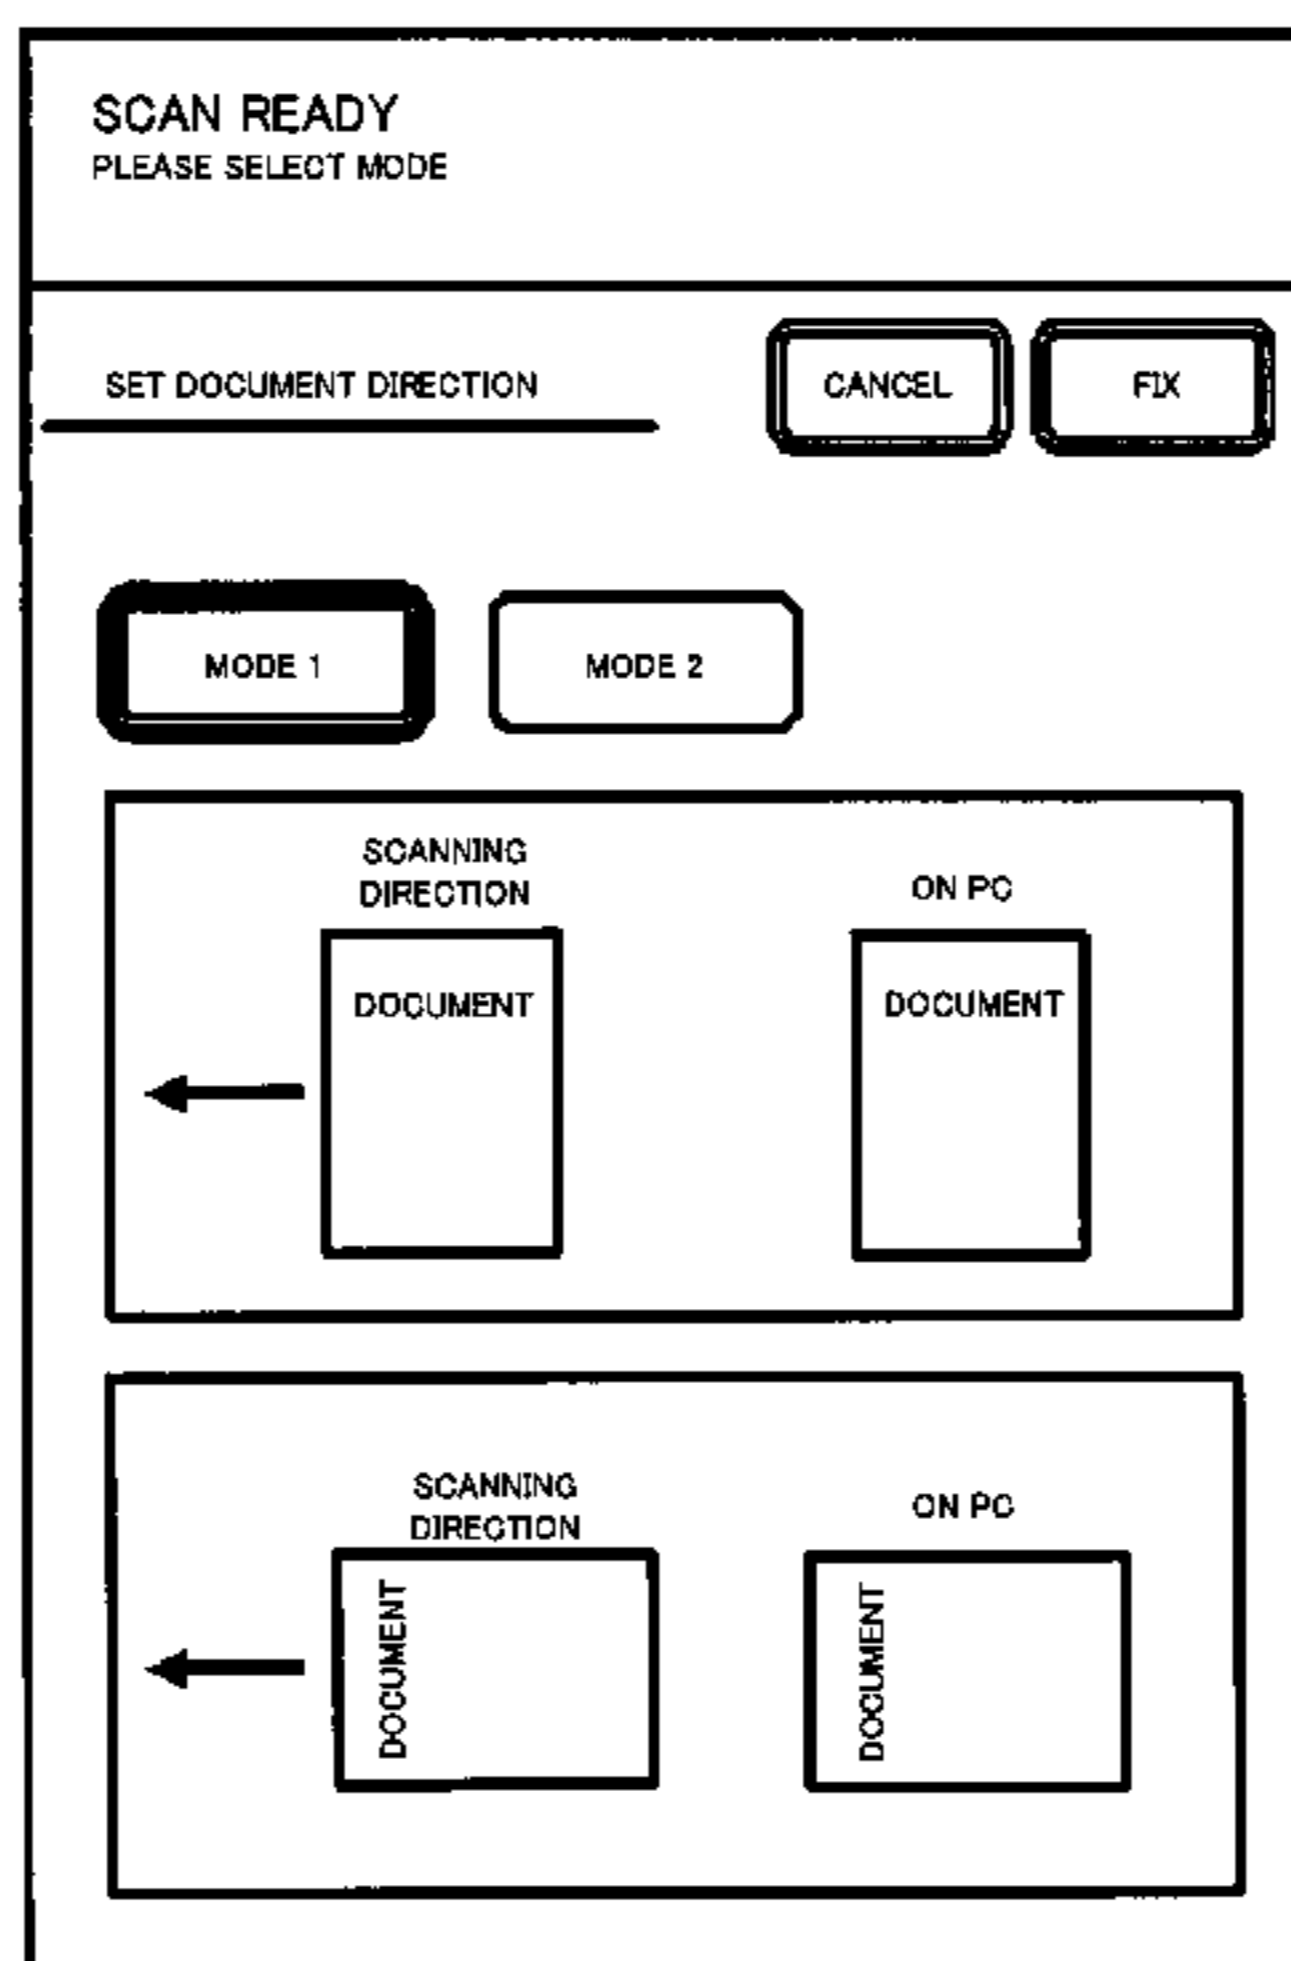 SCAN READY
PLEASE SELECT MODE
SET DOCUMENT DIRECTION
CANCEL
FIX
MODE 1
MODE 2
SCANNING
DIRECTION
ON PC
DOCUMENT
DOCUMENT
SCANNING
DIRECTION
ON PC
DOCUMENT
DOCUMENT